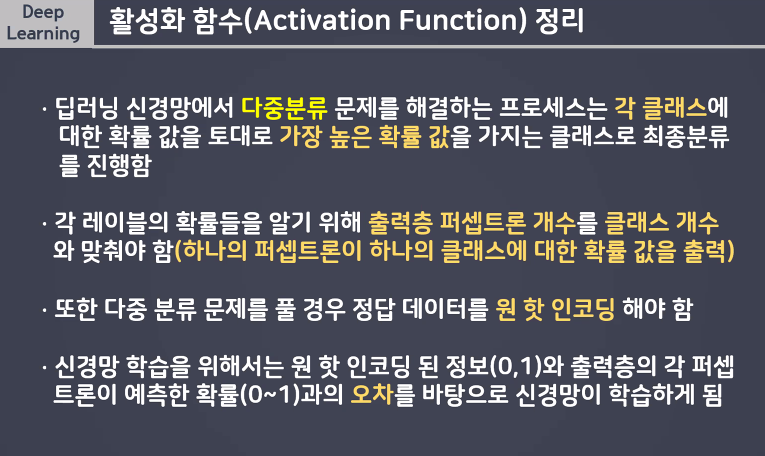 Deep
Learning
활성화 함수(Activation Function) 정리
· 딥러닝 신경망에서 다중분류 문제를 해결하는 프로세스는 각 클래스에
대한 확률 값을 토대로 가장 높은 확률 값을 가지는 클래스로 최종분류
를 진행함
· 각 레이블의 확률들을 알기 위해 출력층 퍼셉트론 개수를 클래스 개수
와 맞춰야 함(하나의 퍼셉트론이 하나의 클래스에 대한 확률 값을 출력)
· 또한 다중 분류 문제를 풀 경우 정답 데이터를 원 핫 인코딩 해야 함
· 신경망 학습을 위해서는 원 핫 인코딩 된 정보(0,1)와 출력층의 각 퍼셉
트론이 예측한 확률(0~1)과의 오차를 바탕으로 신경망이 학습하게 됨